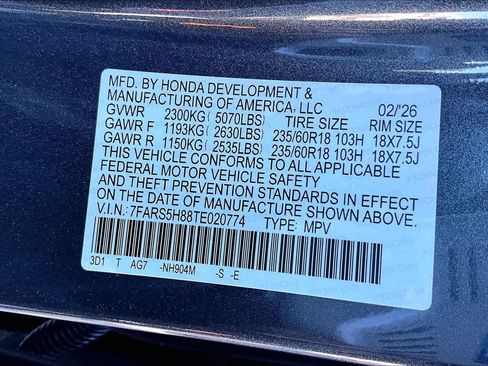 MFD. BY HONDA DEVELOPMENT &
MANUFACTURING OF AMERICA, LLC 02/'26
GVWR 2300KG ( 5070LBS) TIRE SIZE RIM SIZE
GAWR F 1193KG ( 2630LBS) 235/60R18 103H 18X7.5J
GAWR R 1150KG ( 2535LBS) 235/60R18 103H 18X7.5J
THIS VEHICLE CONFORMS TO ALL APPLICABLE
FEDERAL MOTOR VEHICLE SAFETY
AND THEFT PREVENTION STANDARDS IN EFFECT
ON THE DATE OF MANUFACTURE SHOWN ABOVE.
V.I.N.: 7FARS5H88TE020774 TYPE: MPV
3D1 T AG7 -NH904M -S -E